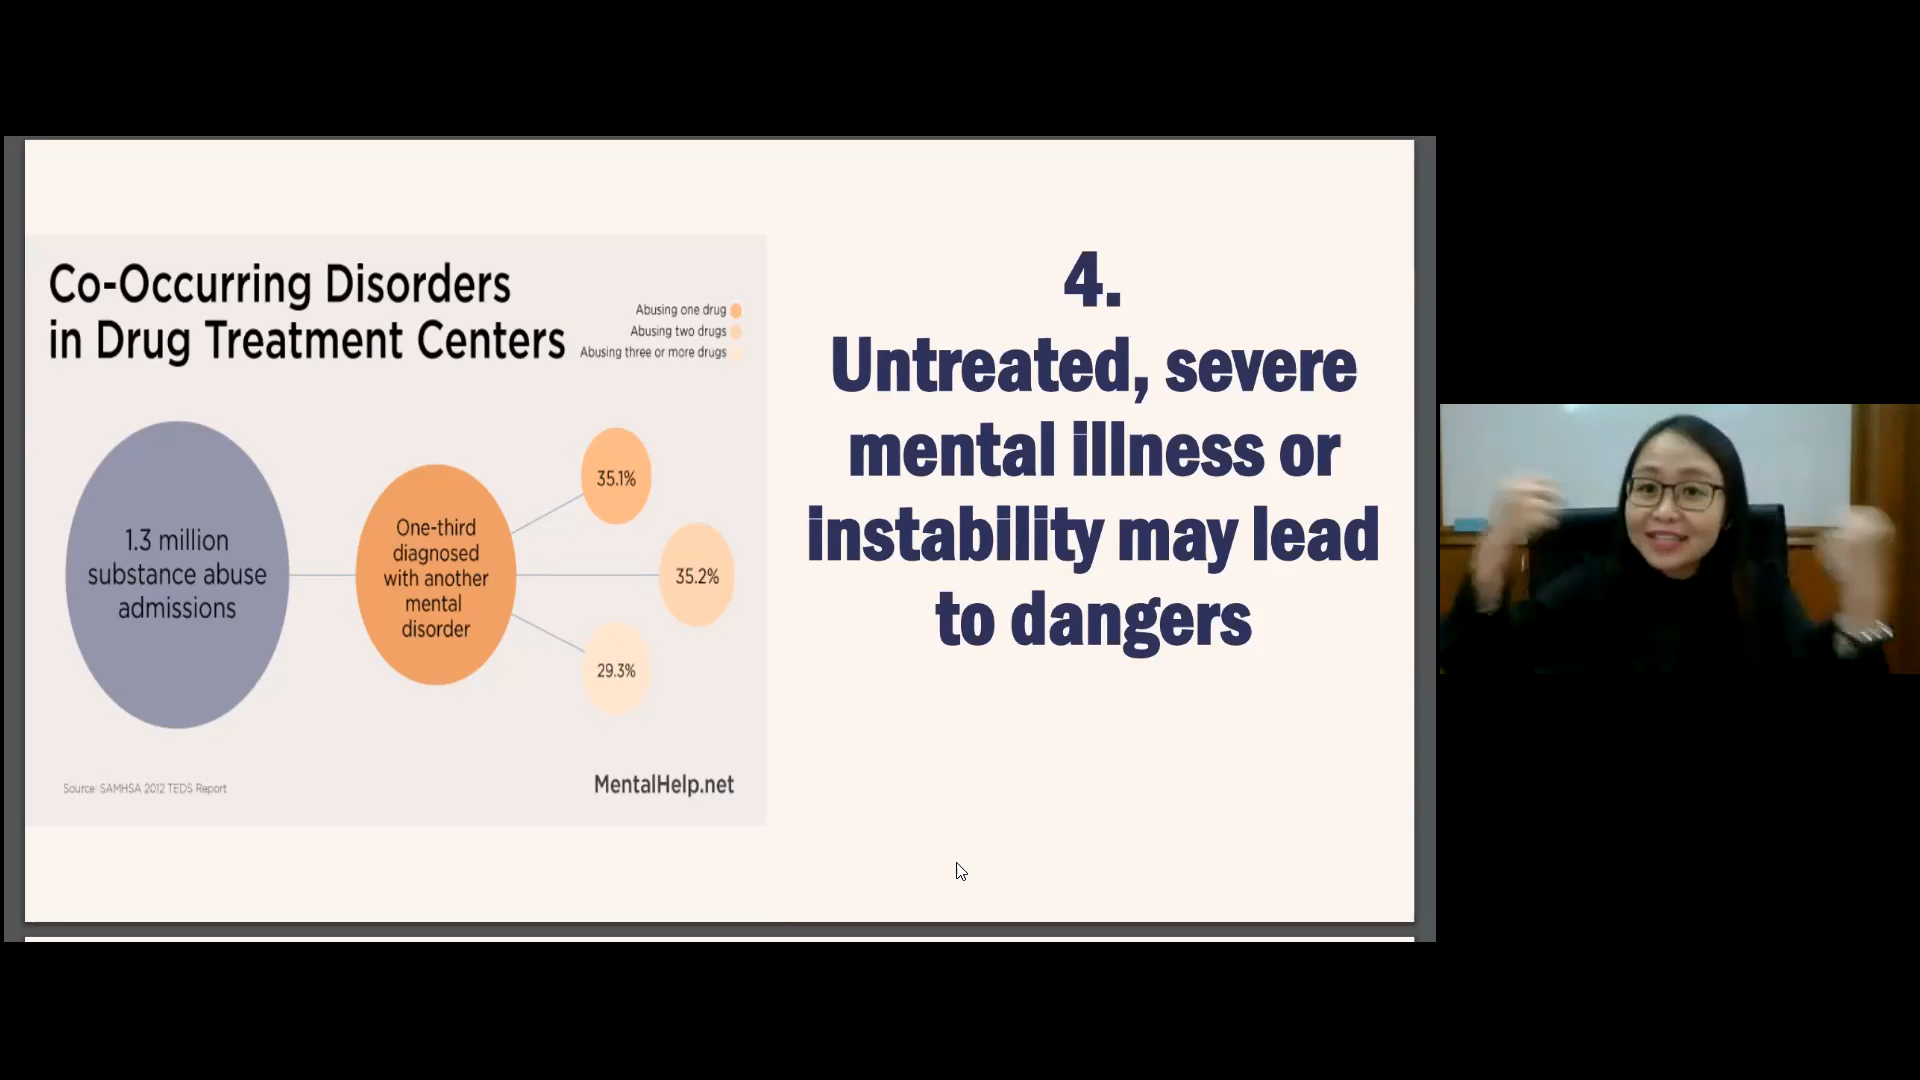 Co-Occurring Disorders
in Drug Treatment Centers
Abusing one drug
Abusing two drugs
Abusing three or more drugs
1.3 million
substance abuse
admissions
One-third
diagnosed
with another
mental
disorder
35.1%
35.2%
29.3%
Source: SAMHSA 2012 TEDS Report
MentalHelp.net
4.
Untreated, severe
mental illness or
instability may lead
to dangers